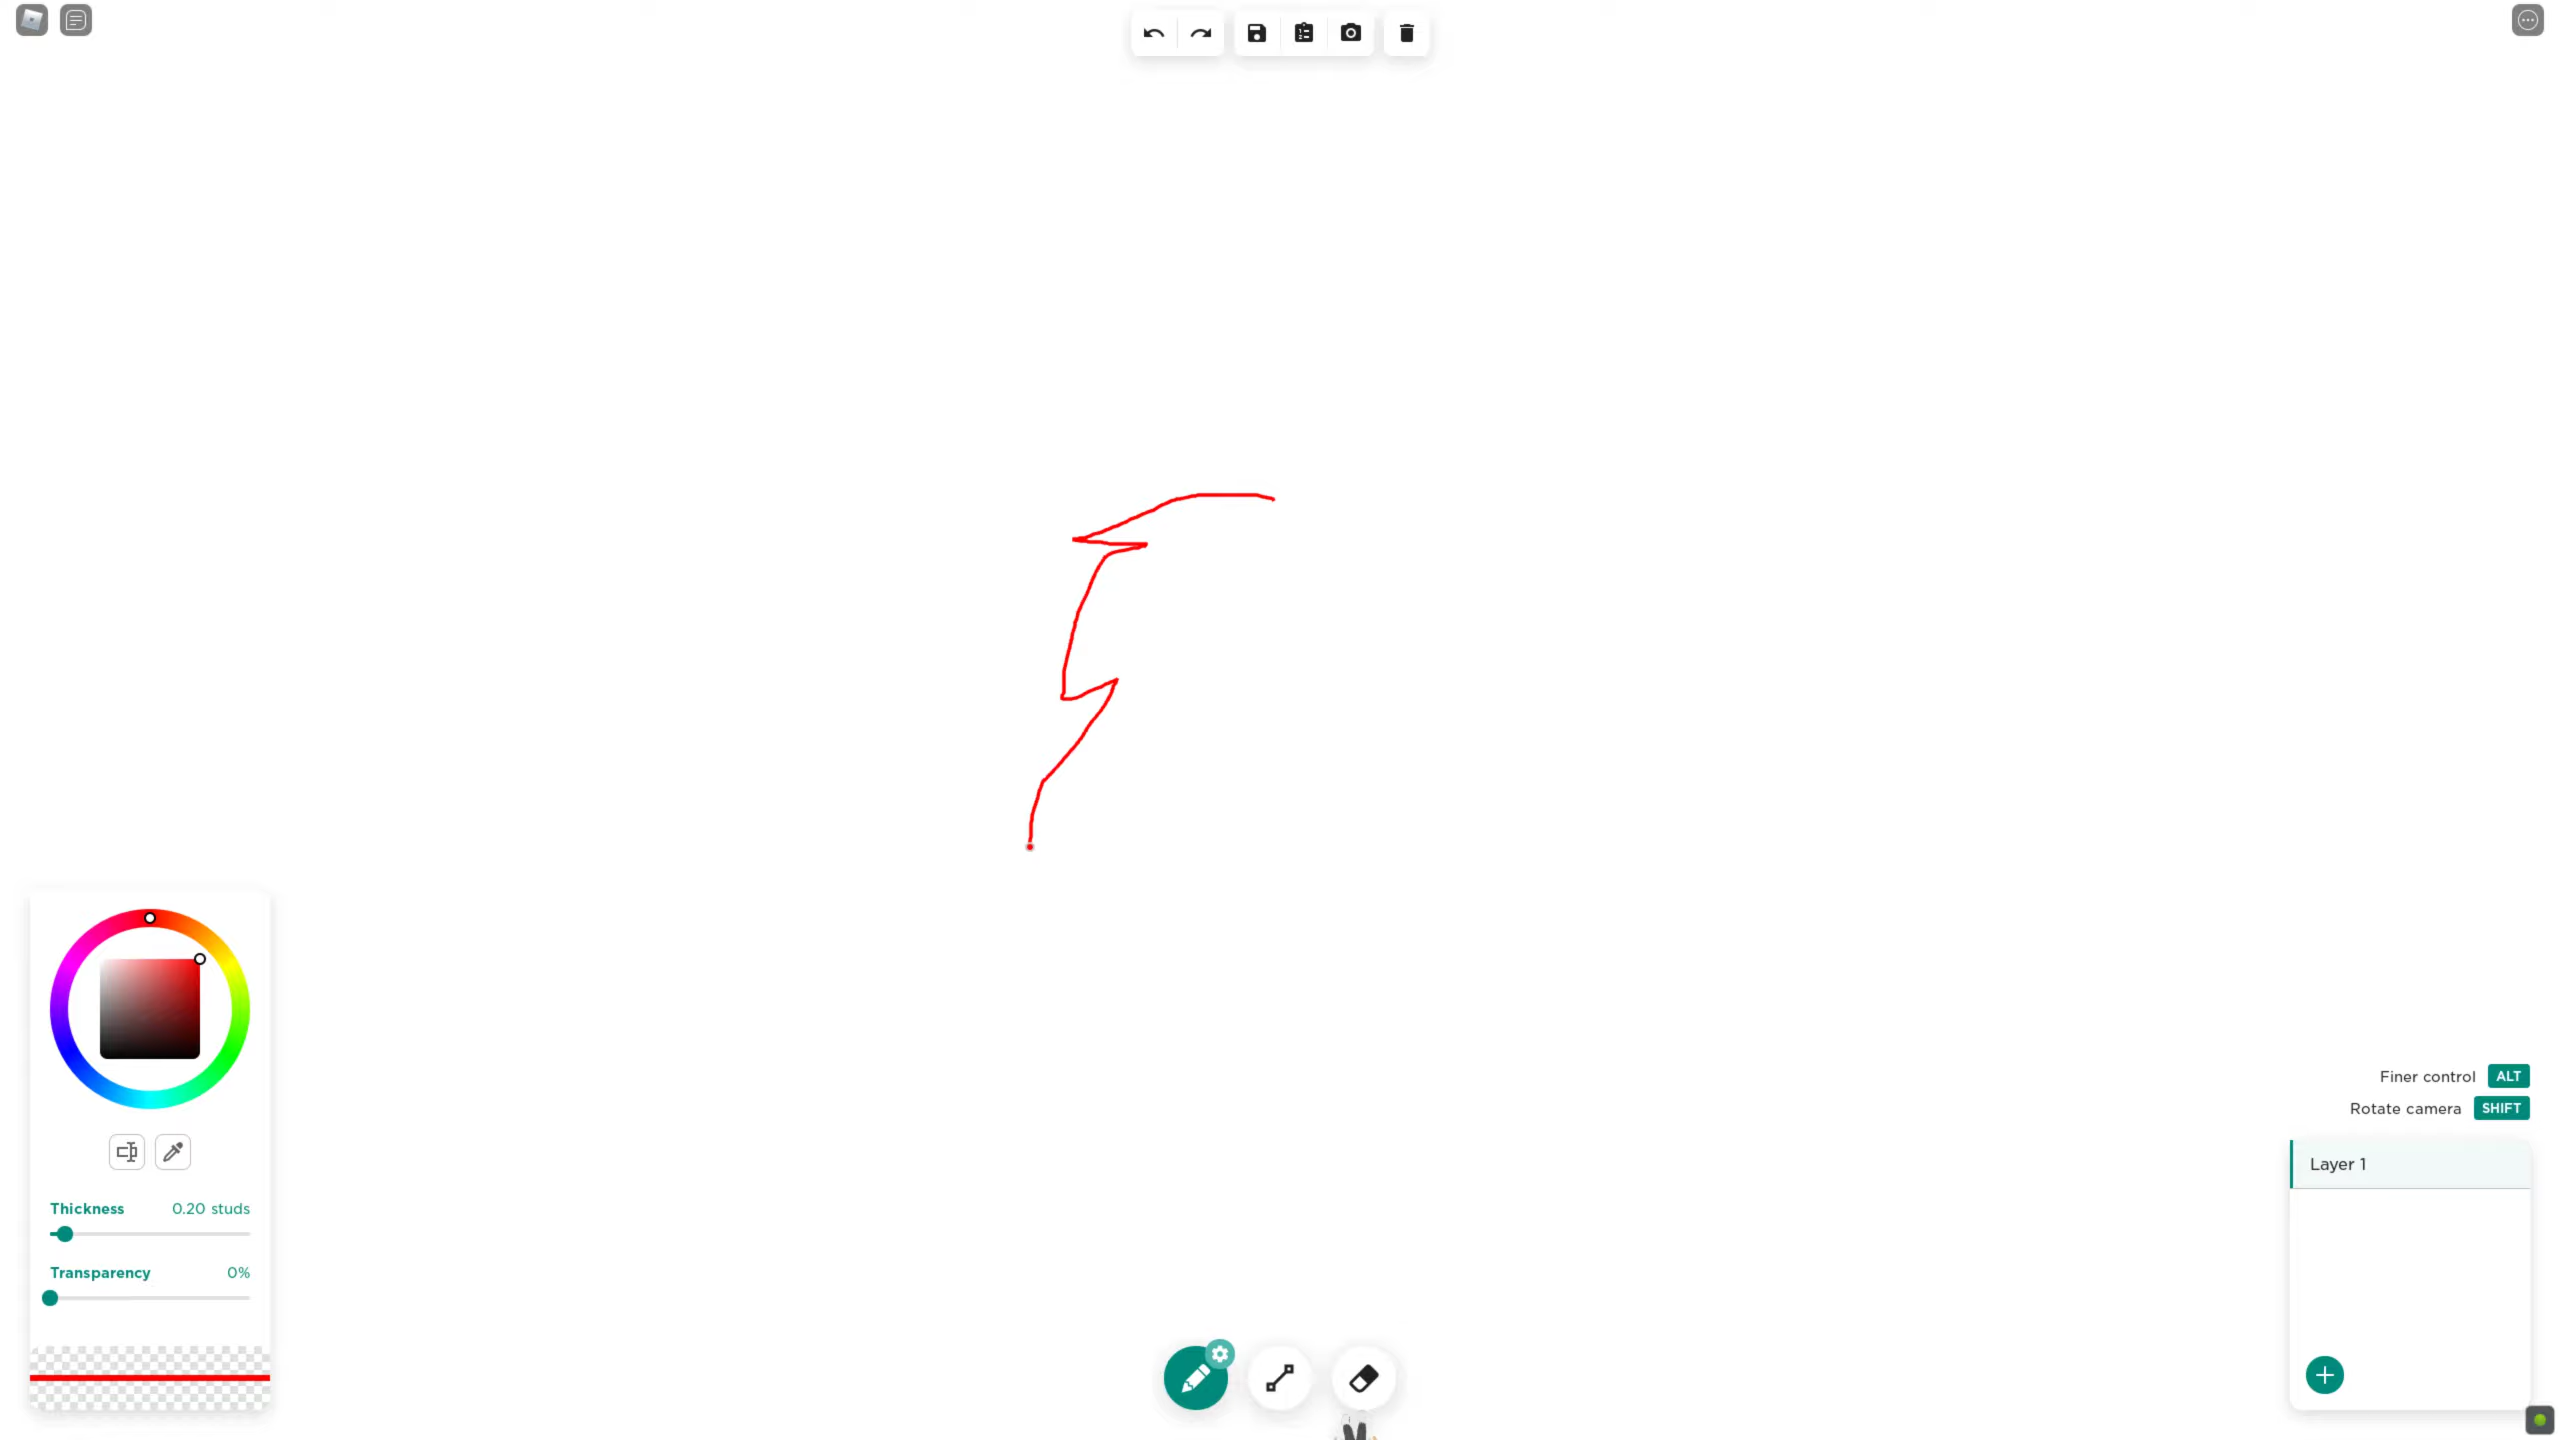 Finer control ALT
Rotate camera SHIFT
Layer 1
Thickness 0.20 studs
Transparency 0%